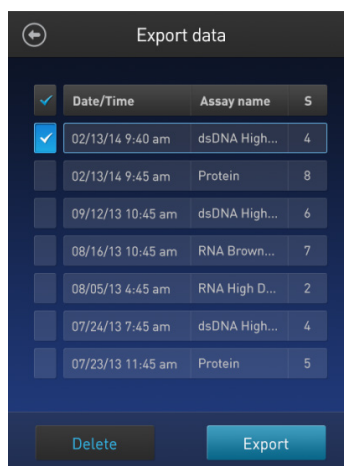 Export data
Date/Time Assay name S
02/13/14 9:40 am dsDNA High... 4
02/13/14 9:45 am Protein 8
09/12/13 10:45 am dsDNA High... 6
08/16/13 10:45 am RNA Brown... 7
08/05/13 4:45 am RNA High D... 2
07/24/13 7:45 am dsDNA High... 4
07/23/13 11:45 am Protein 5
Delete Export